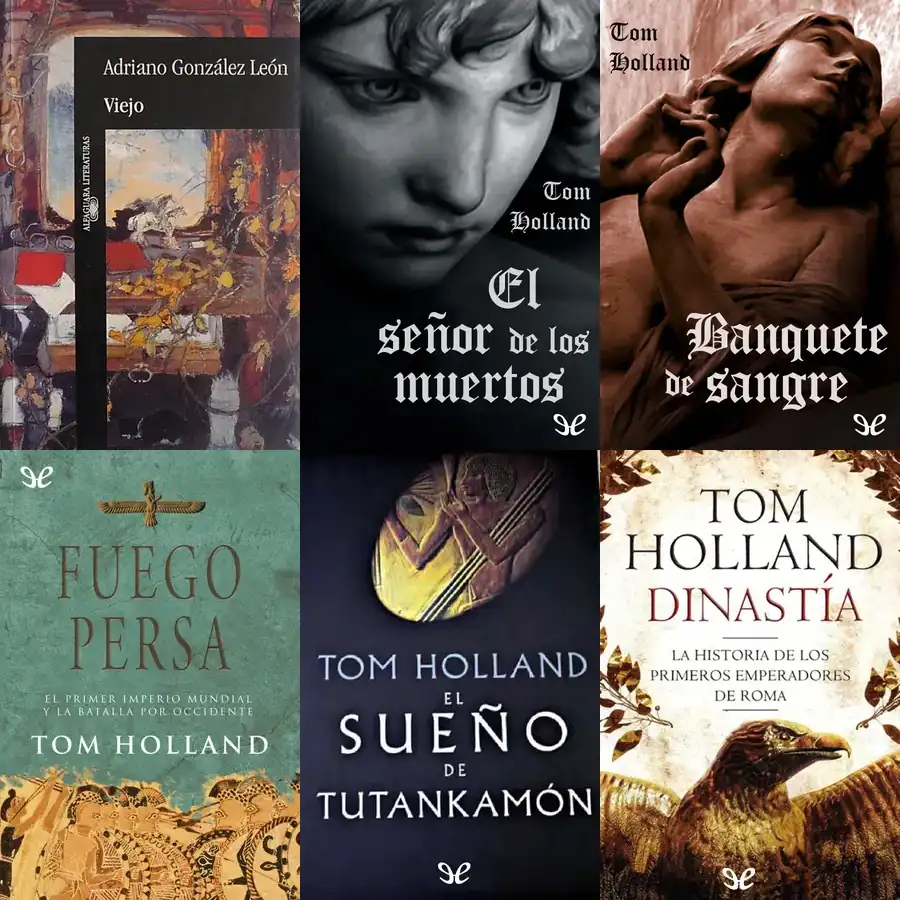 Adriano González León
Viejo
ALFAGUARA LITERATURAS
Tom
Holland
El
señor de los
muertos
Tom
Holland
Banquete
de sangre
FUEGO
PERSA
EL PRIMER IMPERIO MUNDIAL
Y LA BATALLA POR OCCIDENTE
TOM HOLLAND
TOM HOLLAND
EL
SUEÑO
DE
TUTANKAMÓN
TOM
HOLLAND
DINASTÍA
LA HISTORIA DE LOS
PRIMEROS EMPERADORES
DE ROMA